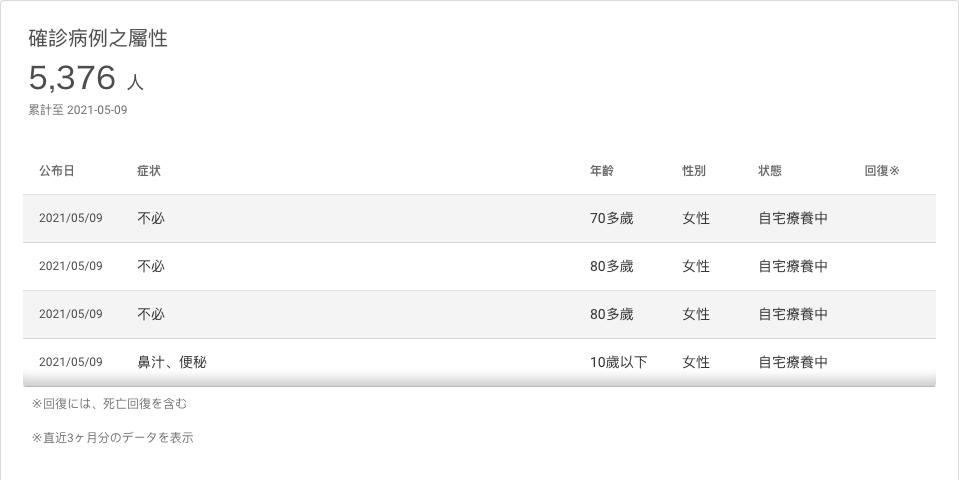 確診病例之屬性
5,376 人
累計至 2021-05-09
公布日 症状 年齢 性別 状態 回復※
2021/05/09 不必 70多歲 女性 自宅療養中
2021/05/09 不必 80多歲 女性 自宅療養中
2021/05/09 不必 80多歲 女性 自宅療養中
2021/05/09 鼻汁、便秘 10歲以下 女性 自宅療養中
※回復には、死亡回復を含む
※直近3ヶ月分のデータを表示